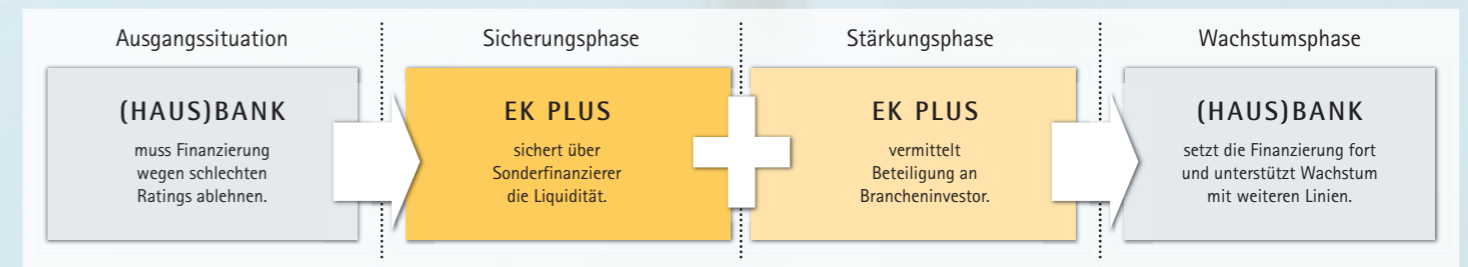 Ausgangssituation
(HAUS)BANK
muss Finanzierung
wegen schlechten
Ratings ablehnen.
Sicherungsphase
EK PLUS
sichert über
Sonderfinanzierer
die Liquidität.
Stärkungsphase
EK PLUS
vermittelt
Beteiligung an
Brancheninvestor.
Wachstumsphase
(HAUS)BANK
setzt die Finanzierung fort
und unterstützt Wachstum
mit weiteren Linien.